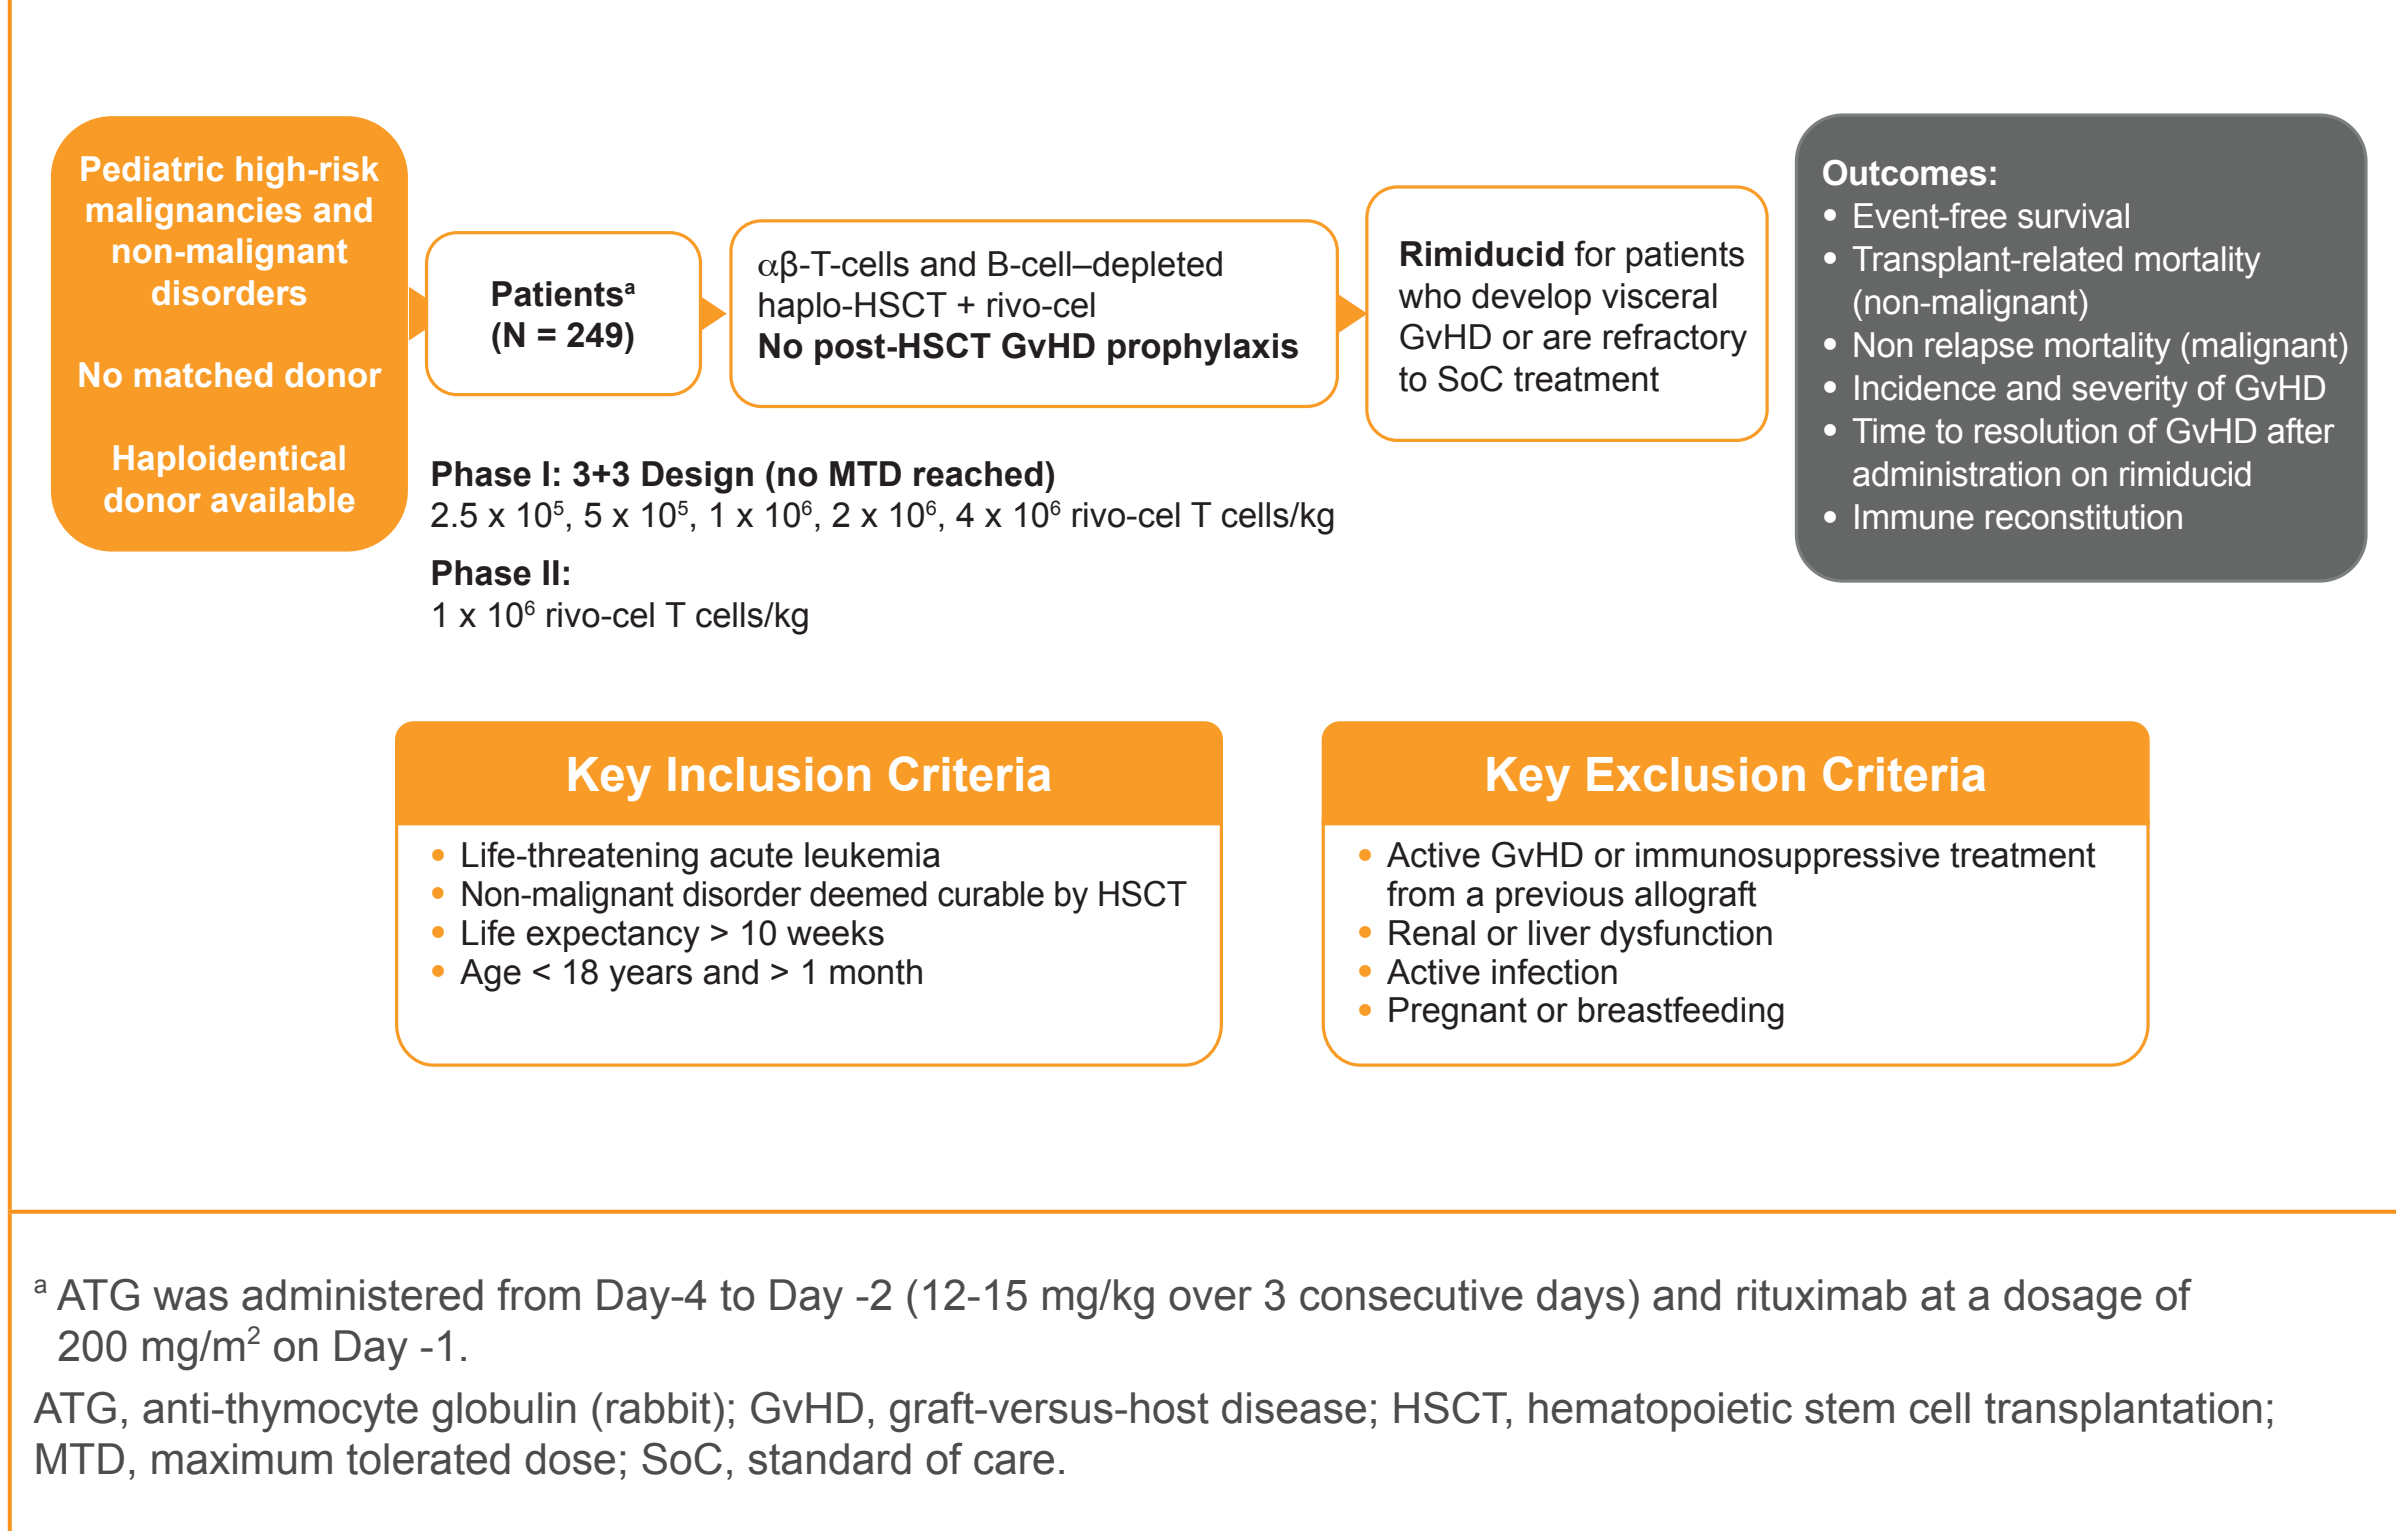 Pediatric high-risk
malignancies and
non-malignant
disorders
No matched donor
Haploidentical
donor available
Patientsᵃ
(N = 249)
αβ-T-cells and B-cell–depleted
haplo-HSCT + rivo-cel
No post-HSCT GvHD prophylaxis
Rimiducid for patients
who develop visceral
GvHD or are refractory
to SoC treatment
Outcomes:
• Event-free survival
• Transplant-related mortality
(non-malignant)
• Non relapse mortality (malignant)
• Incidence and severity of GvHD
• Time to resolution of GvHD after
administration on rimiducid
• Immune reconstitution
Phase I: 3+3 Design (no MTD reached)
2.5 x 10⁵, 5 x 10⁵, 1 x 10⁶, 2 x 10⁶, 4 x 10⁶ rivo-cel T cells/kg
Phase II:
1 x 10⁶ rivo-cel T cells/kg
Key Inclusion Criteria
• Life-threatening acute leukemia
• Non-malignant disorder deemed curable by HSCT
• Life expectancy > 10 weeks
• Age < 18 years and > 1 month
Key Exclusion Criteria
• Active GvHD or immunosuppressive treatment
from a previous allograft
• Renal or liver dysfunction
• Active infection
• Pregnant or breastfeeding
ᵃ ATG was administered from Day-4 to Day -2 (12-15 mg/kg over 3 consecutive days) and rituximab at a dosage of
200 mg/m² on Day -1.
ATG, anti-thymocyte globulin (rabbit); GvHD, graft-versus-host disease; HSCT, hematopoietic stem cell transplantation;
MTD, maximum tolerated dose; SoC, standard of care.